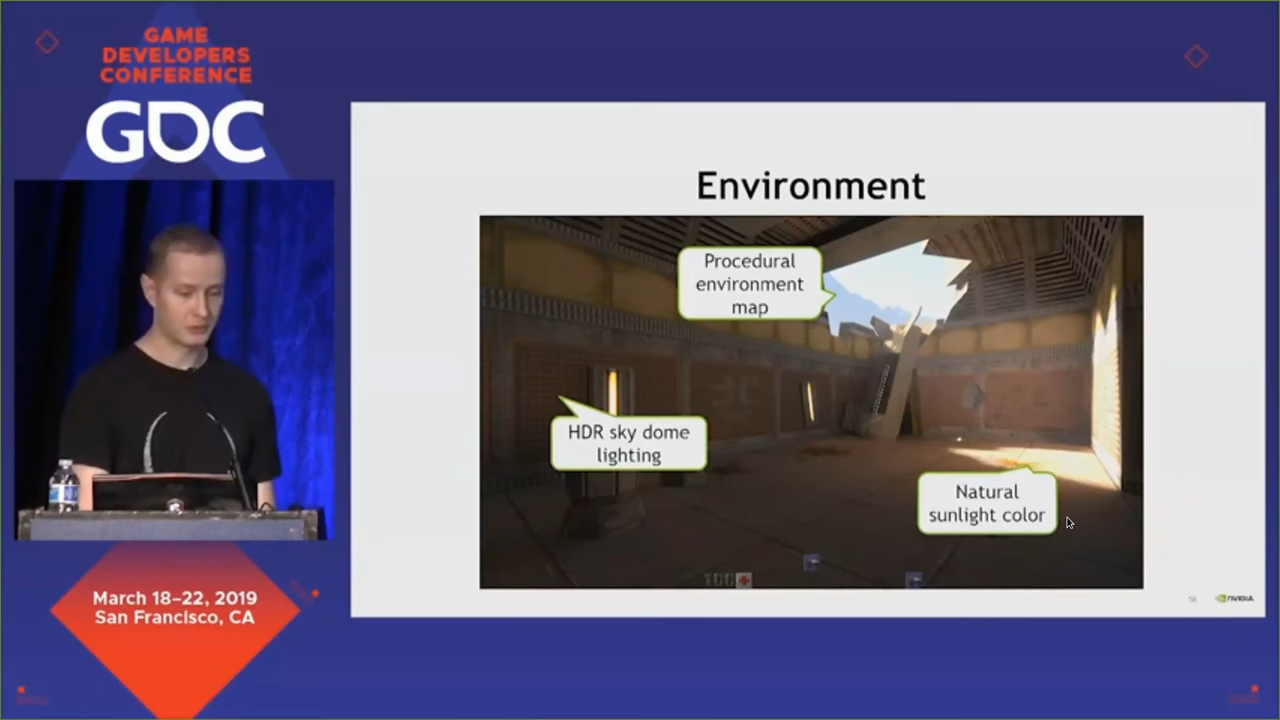 GAME
DEVELOPERS
CONFERENCE
GDC
Environment
Procedural
environment
map
HDR sky dome
lighting
Natural
sunlight color
March 18–22, 2019
San Francisco, CA
NVIDIA